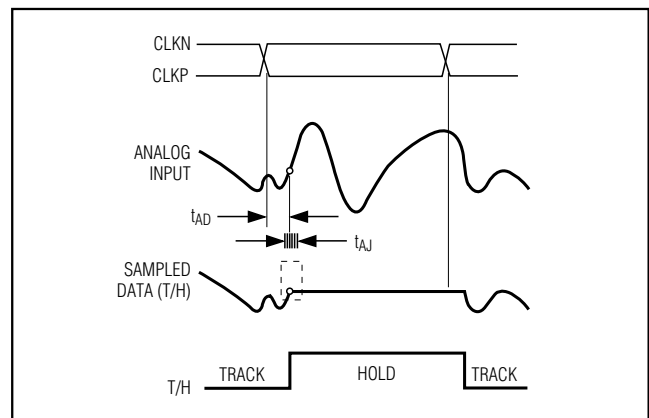 CLKN
CLKP
ANALOG
INPUT
tAD
tAJ
SAMPLED
DATA (T/H)
T/H
TRACK
HOLD
TRACK